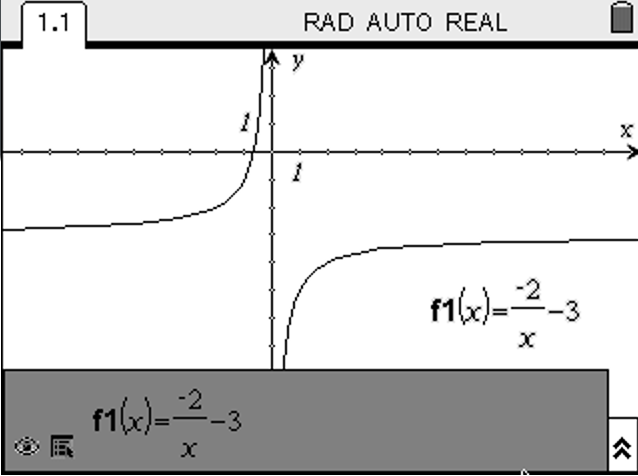 1.1 RAD AUTO REAL
y
1
x
1
f1(x)=-2/x-3
f1(x)=-2/x-3